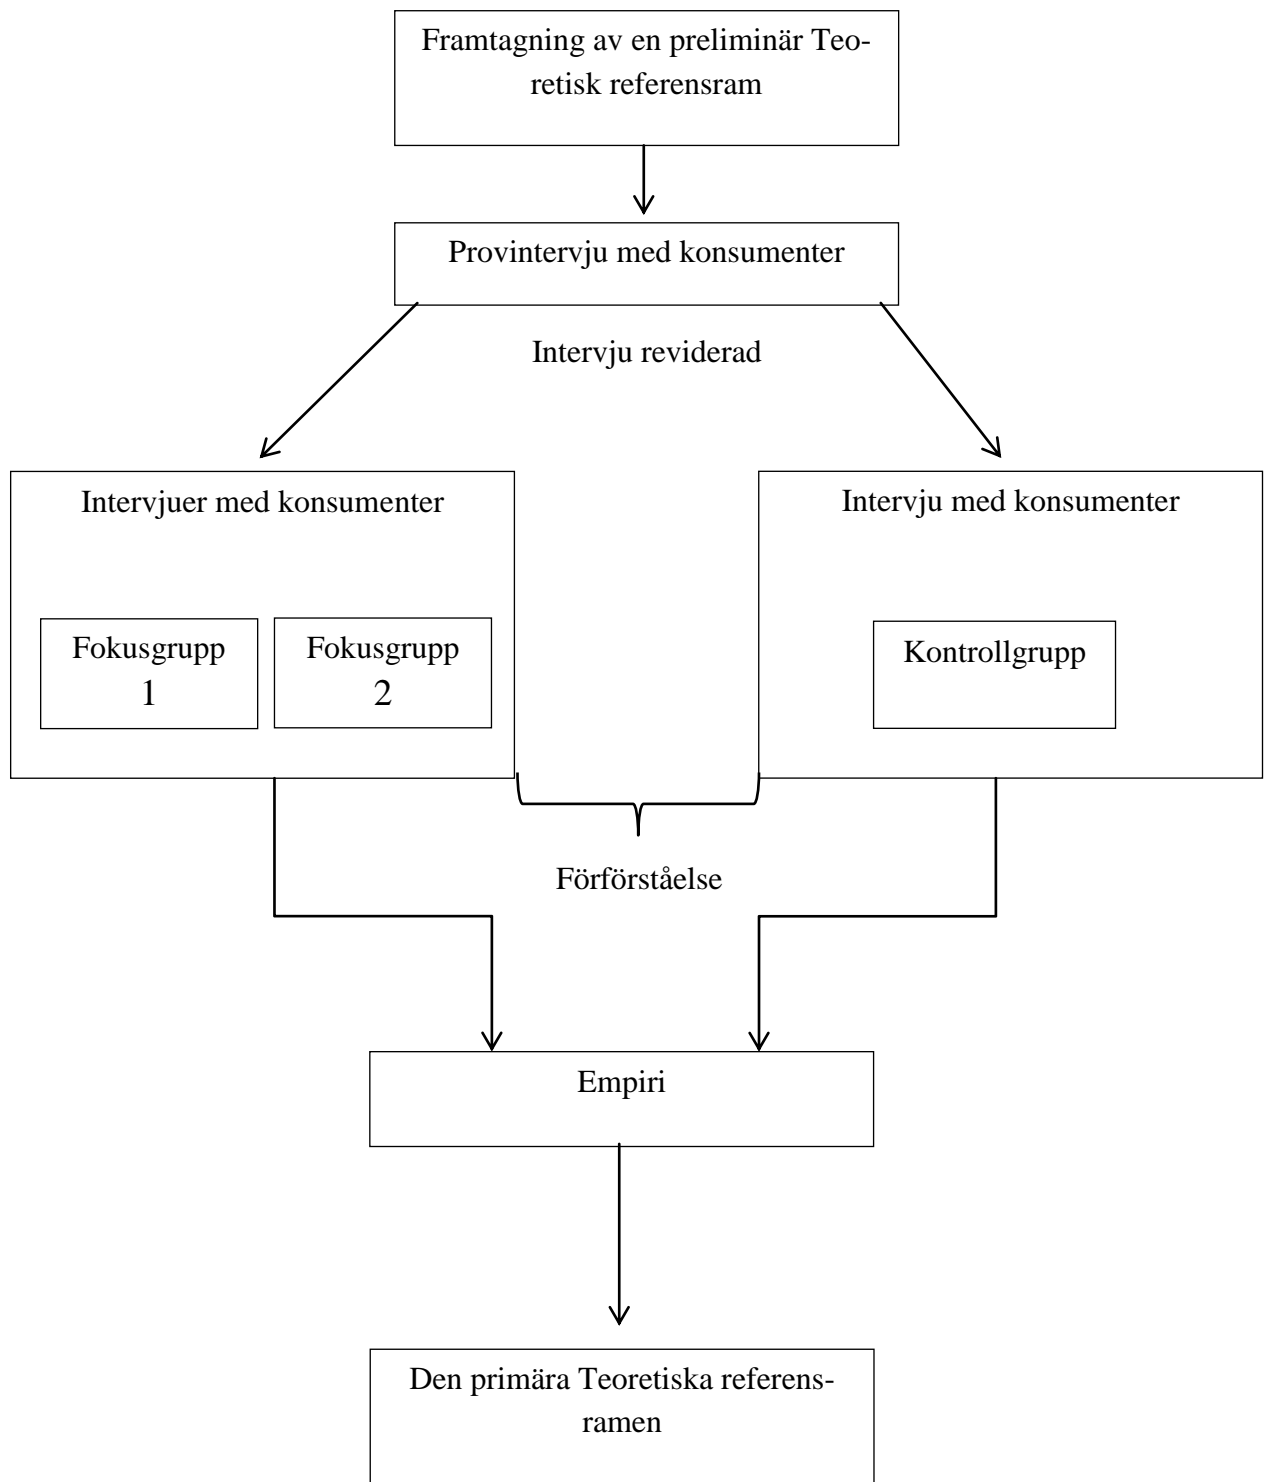 Framtagning av en preliminär Teo-
retisk referensram
Provintervju med konsumenter
Intervju reviderad
Intervjuer med konsumenter
Fokusgrupp
1
Fokusgrupp
2
Intervju med konsumenter
Kontrollgrupp
Förförståelse
Empiri
Den primära Teoretiska referens-
ramen